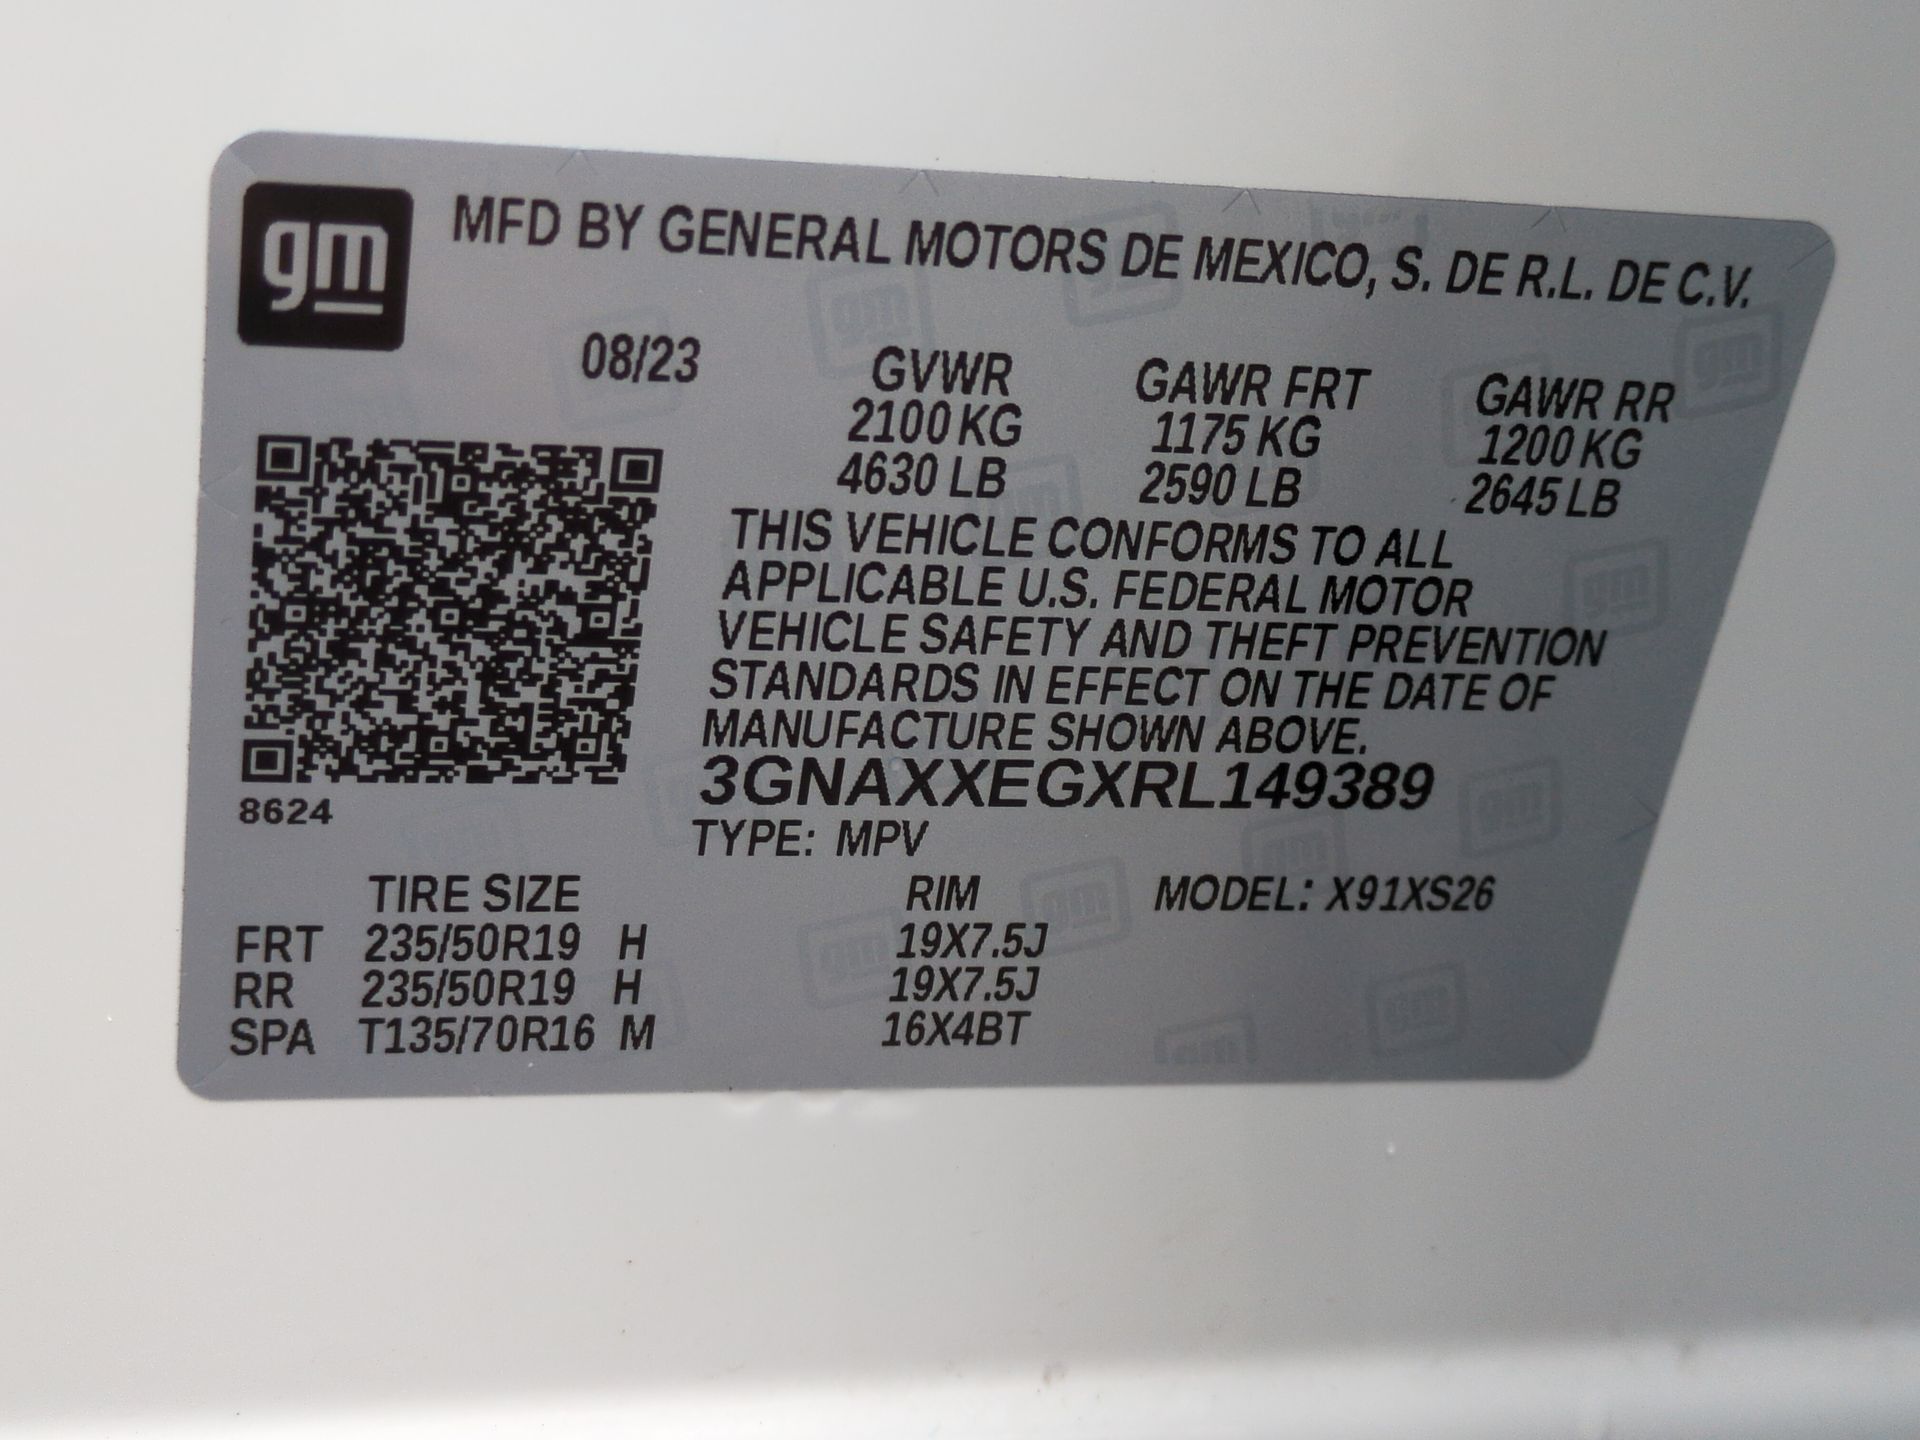 gm
MFD BY GENERAL MOTORS DE MEXICO, S. DE R.L. DE C.V.
08/23
GVWR GAWR FRT GAWR RR
2100 KG 1175 KG 1200 KG
4630 LB 2590 LB 2645 LB
THIS VEHICLE CONFORMS TO ALL
APPLICABLE U.S. FEDERAL MOTOR
VEHICLE SAFETY AND THEFT PREVENTION
STANDARDS IN EFFECT ON THE DATE OF
MANUFACTURE SHOWN ABOVE.
3GNAXXEGXRL149389
8624
TYPE: MPV
TIRE SIZE RIM MODEL: X91XS26
FRT 235/50R19 H 19X7.5J
RR 235/50R19 H 19X7.5J
SPA T135/70R16 M 16X4BT